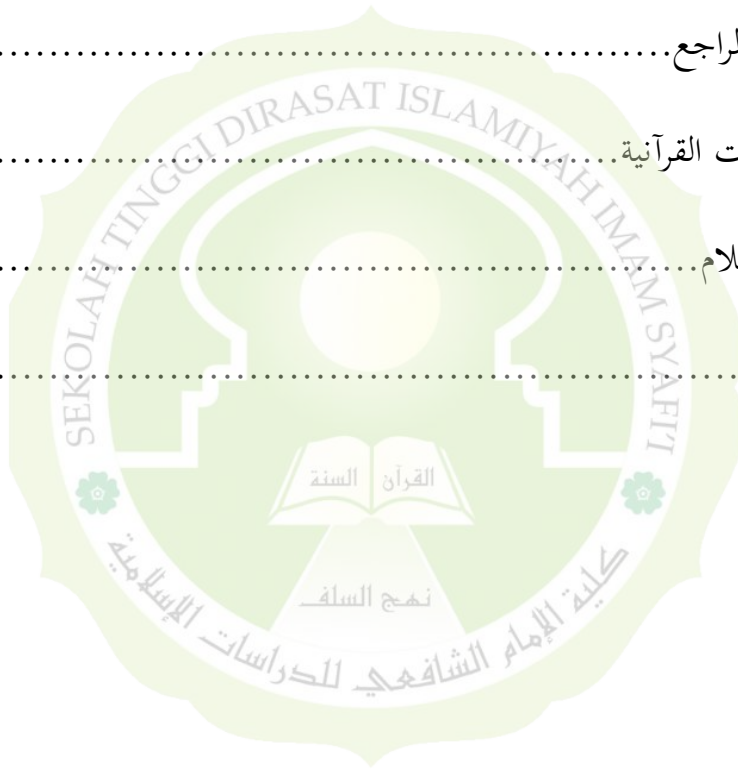 لمراجع......................................................
SEKOLAH TINGGI DIRASAT ISLAMIYAH IMAM SYAFI'I
ت القرآنية......................................................
لام......................................................
......................................................
القرآن السنة
نهج السلف
كلية الإمام الشافعي للدراسات الإسلامية